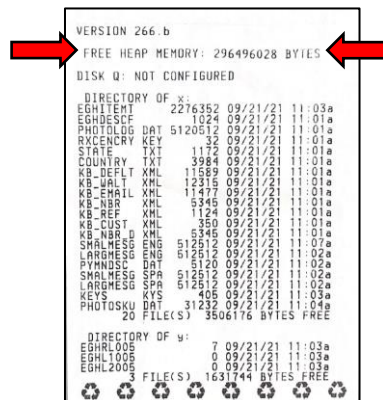 VERSION 266.b
FREE HEAP MEMORY: 296496028 BYTES
DISK Q: NOT CONFIGURED
DIRECTORY OF x:
EGHITEMT 2276352 09/21/21 11:03a
EGHDESCF 1024 09/21/21 11:01a
PHOTOLOG DAT 5120512 09/21/21 11:01a
RXCENCRY KEY 32 09/21/21 11:01a
STATE TXT 1172 09/21/21 11:01a
COUNTRY TXT 3984 09/21/21 11:01a
KB_DEFLT XML 11589 09/21/21 11:01a
KB_WALT XML 12315 09/21/21 11:01a
KB_EMAIL XML 11477 09/21/21 11:01a
KB_NBR XML 5345 09/21/21 11:01a
KB_REF XML 1124 09/21/21 11:01a
KB_CUST XML 350 09/21/21 11:01a
KB_NBR_D XML 5345 09/21/21 11:01a
SMALMESG ENG 512512 09/21/21 11:07a
LARGMESG ENG 512512 09/21/21 11:02a
PYMNDSC DAT 5120 09/21/21 11:02a
SMALMESG SPA 512512 09/21/21 11:02a
LARGMESG SPA 512512 09/21/21 11:02a
KEYS KYS 405 09/21/21 11:03a
PHOTOSKU DAT 31232 09/21/21 11:04a
20 FILE(S) 3506176 BYTES FREE
DIRECTORY OF y:
EGHRL005 7 09/21/21 11:03a
EGHL1005 0 09/21/21 11:03a
EGHL2005 0 09/21/21 11:03a
3 FILE(S) 1631744 BYTES FREE